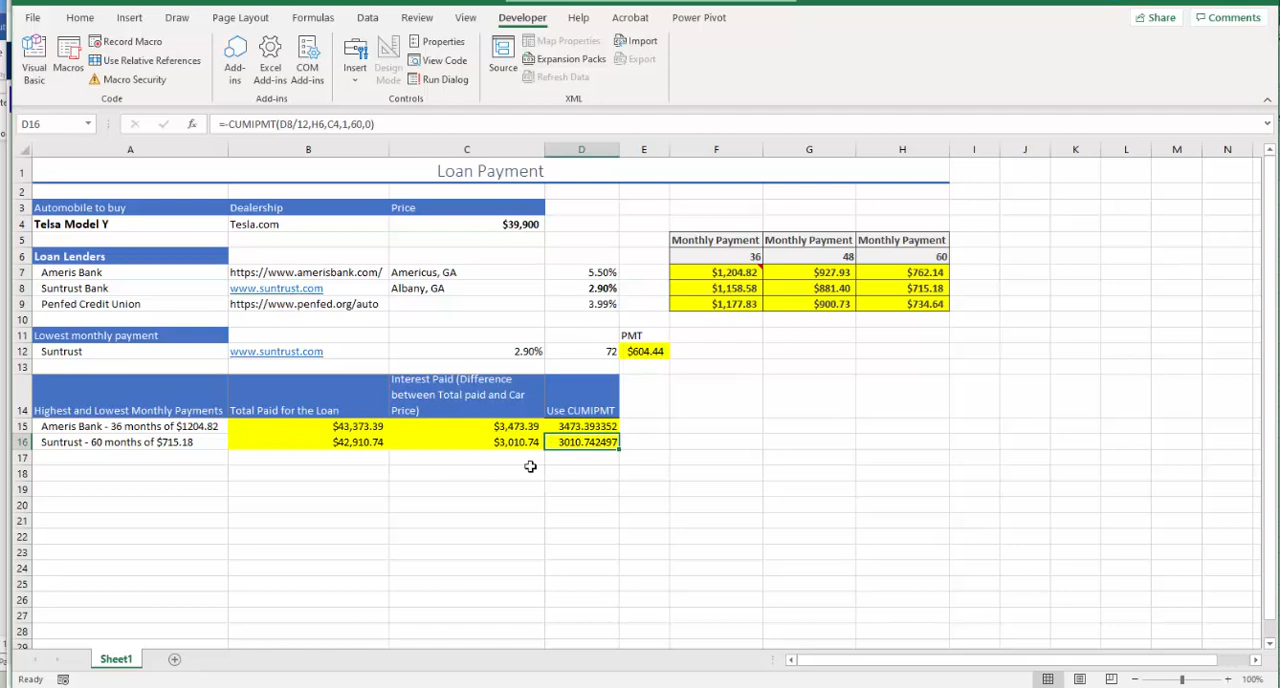 File Home Insert Draw Page Layout Formulas Data Review View Developer Help Acrobat Power Pivot Share Comments
Visual Basic Macros Record Macro Use Relative References Macro Security Add-ins Excel Add-ins COM Add-ins Insert Design Mode Properties View Code Run Dialog Source Map Properties Expansion Packs Refresh Data Import Export
Code Add-ins Controls XML
D16 fx =-CUMIPMT(D8/12,H6,C4,1,60,0)
A B C D E F G H I J K L M N
1 Loan Payment
2
3 Automobile to buy Dealership Price
4 Telsa Model Y Tesla.com $39,900
5 Monthly Payment Monthly Payment Monthly Payment
6 Loan Lenders 36 48 60
7 Ameris Bank https://www.amerisbank.com/ Americus, GA 5.50% $1,204.82 $927.93 $762.14
8 Suntrust Bank www.suntrust.com Albany, GA 2.90% $1,158.58 $881.40 $715.18
9 Penfed Credit Union https://www.penfed.org/auto 3.99% $1,177.83 $900.73 $734.64
10
11 Lowest monthly payment PMT
12 Suntrust www.suntrust.com 2.90% 72 $604.44
13
Interest Paid (Difference
between Total paid and Car
14 Highest and Lowest Monthly Payments Total Paid for the Loan Price) Use CUMIPMT
15 Ameris Bank - 36 months of $1204.82 $43,373.39 $3,473.39 3473.393352
16 Suntrust - 60 months of $715.18 $42,910.74 $3,010.74 3010.742497
17
18
19
20
21
22
23
24
25
26
27
28
29
Sheet1
Ready 100%